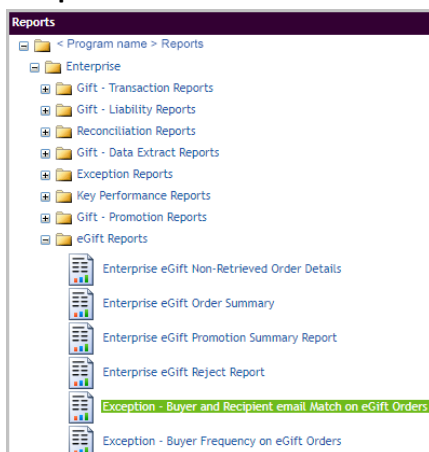 Reports
< Program name > Reports
Enterprise
Gift - Transaction Reports
Gift - Liability Reports
Reconciliation Reports
Gift - Data Extract Reports
Exception Reports
Key Performance Reports
Gift - Promotion Reports
eGift Reports
Enterprise eGift Non-Retrieved Order Details
Enterprise eGift Order Summary
Enterprise eGift Promotion Summary Report
Enterprise eGift Reject Report
Exception - Buyer and Recipient email Match on eGift Orders
Exception - Buyer Frequency on eGift Orders